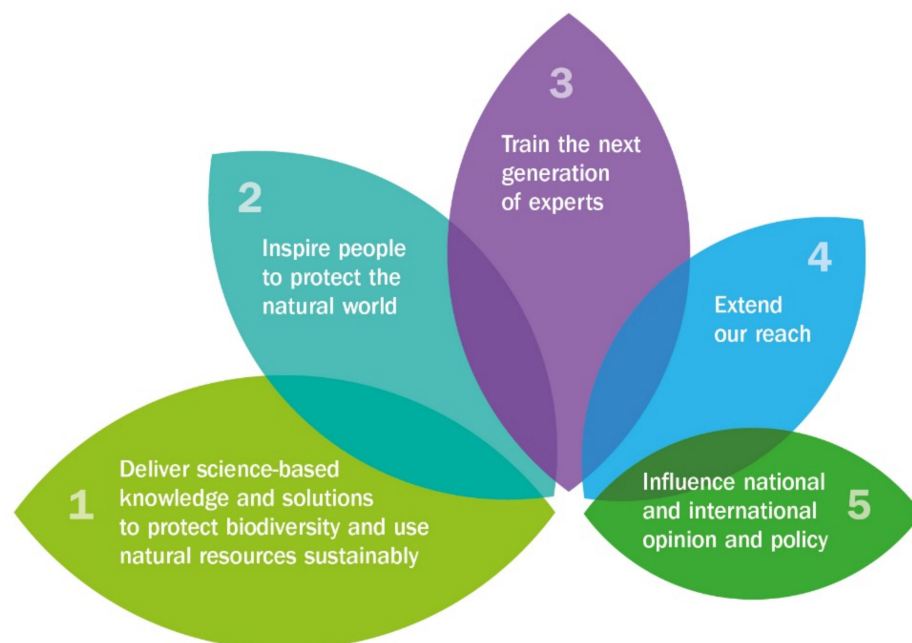 1
Deliver science-based
knowledge and solutions
to protect biodiversity and use
natural resources sustainably
2
Inspire people
to protect the
natural world
3
Train the next
generation
of experts
4
Extend
our reach
5
Influence national
and international
opinion and policy